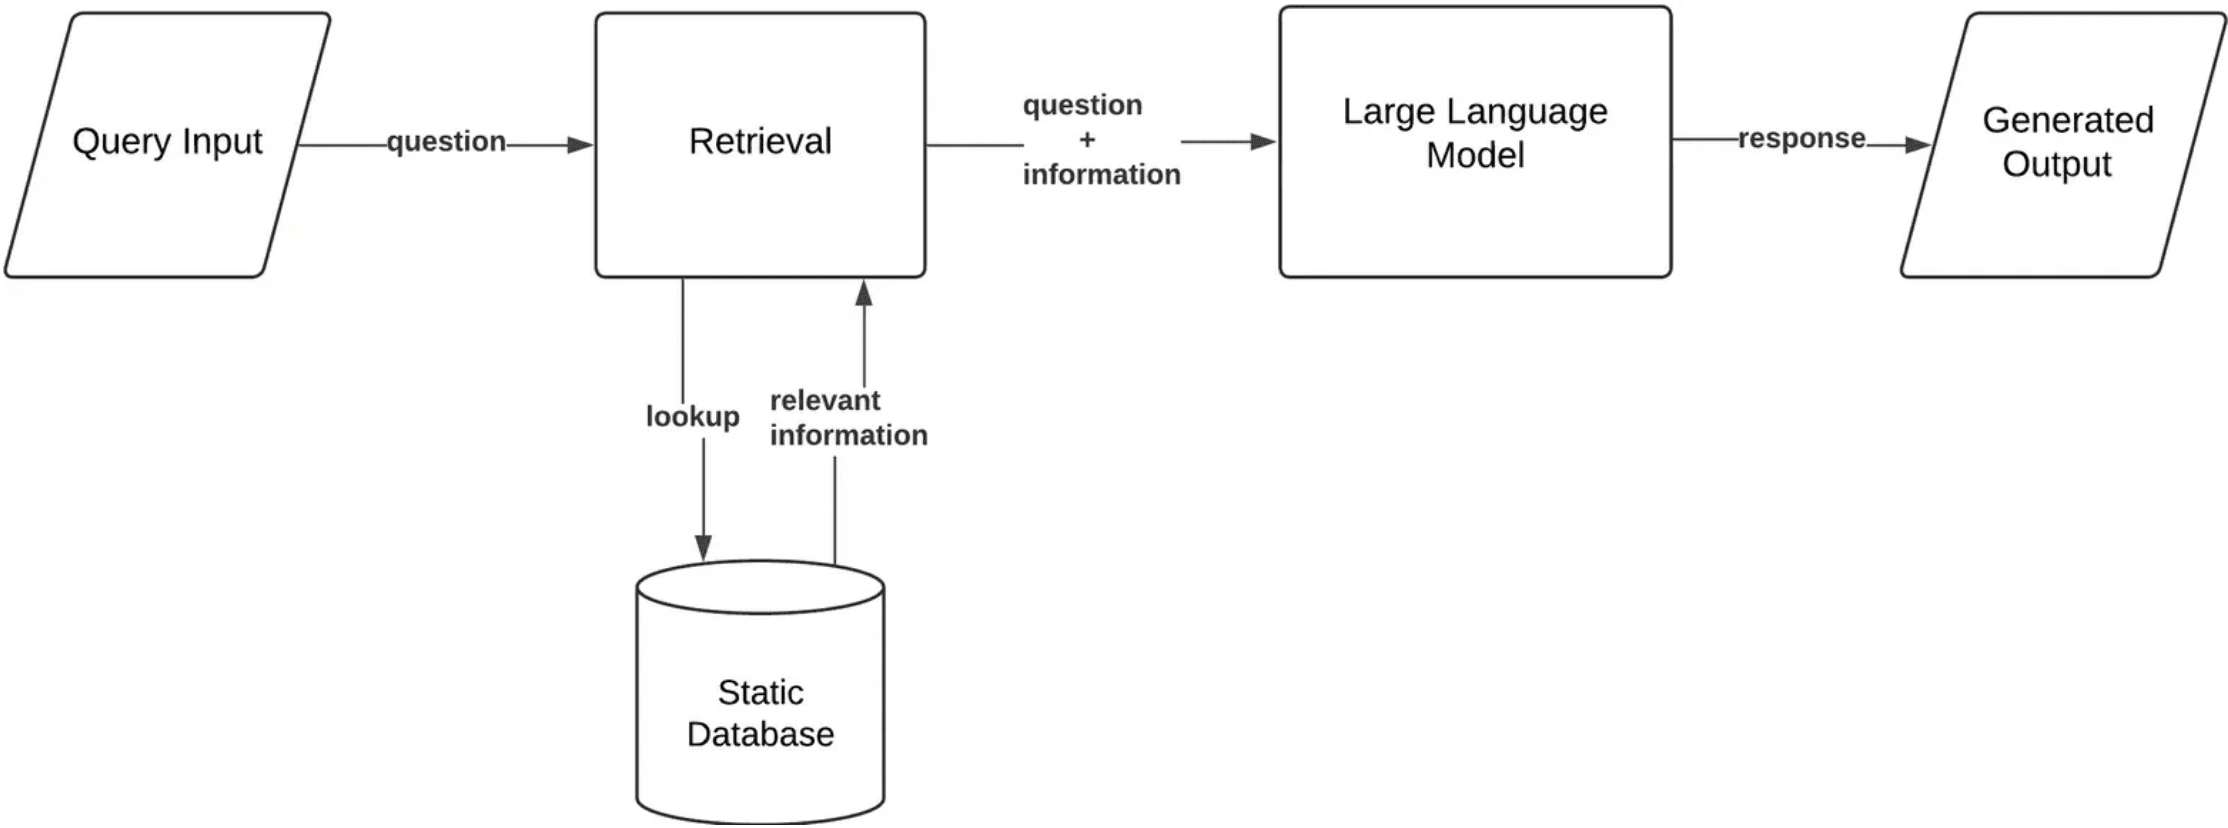 Query Input
question
Retrieval
question
+
information
Large Language
Model
response
Generated
Output
lookup
relevant
information
Static
Database